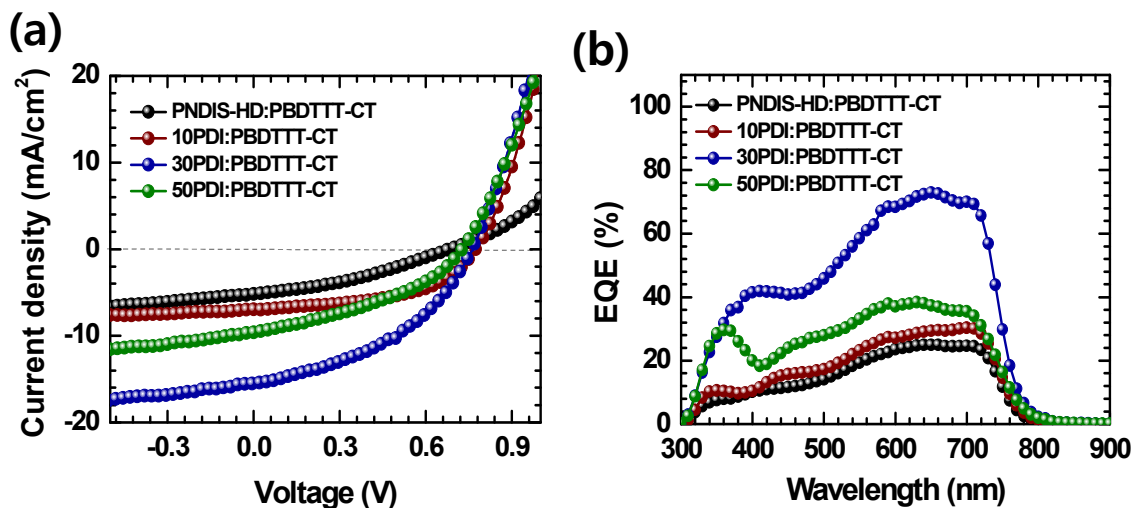 (a)
20
10
0
-10
-20
-0.3 0.0 0.3 0.6 0.9
Current density (mA/cm²)
Voltage (V)
PNDIS-HD:PBDTTT-CT
10PDI:PBDTTT-CT
30PDI:PBDTTT-CT
50PDI:PBDTTT-CT
(b)
100
80
60
40
20
0
300 400 500 600 700 800 900
EQE (%)
Wavelength (nm)
PNDIS-HD:PBDTTT-CT
10PDI:PBDTTT-CT
30PDI:PBDTTT-CT
50PDI:PBDTTT-CT